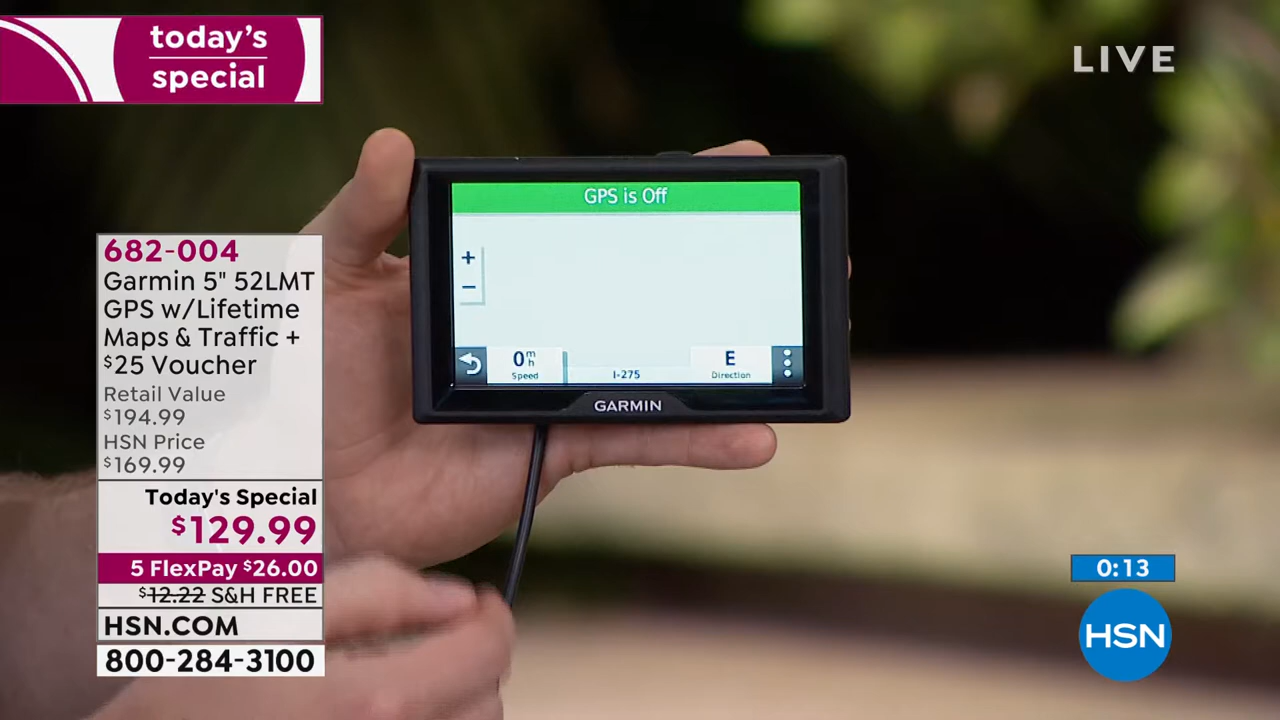 today's
special
LIVE
GPS is Off
+
−
0 mh
Speed
I-275
E
Direction
GARMIN
682-004
Garmin 5" 52LMT
GPS w/Lifetime
Maps & Traffic +
$25 Voucher
Retail Value
$194.99
HSN Price
$169.99
Today's Special
$129.99
5 FlexPay $26.00
$12.22 S&H FREE
HSN.COM
800-284-3100
0:13
HSN